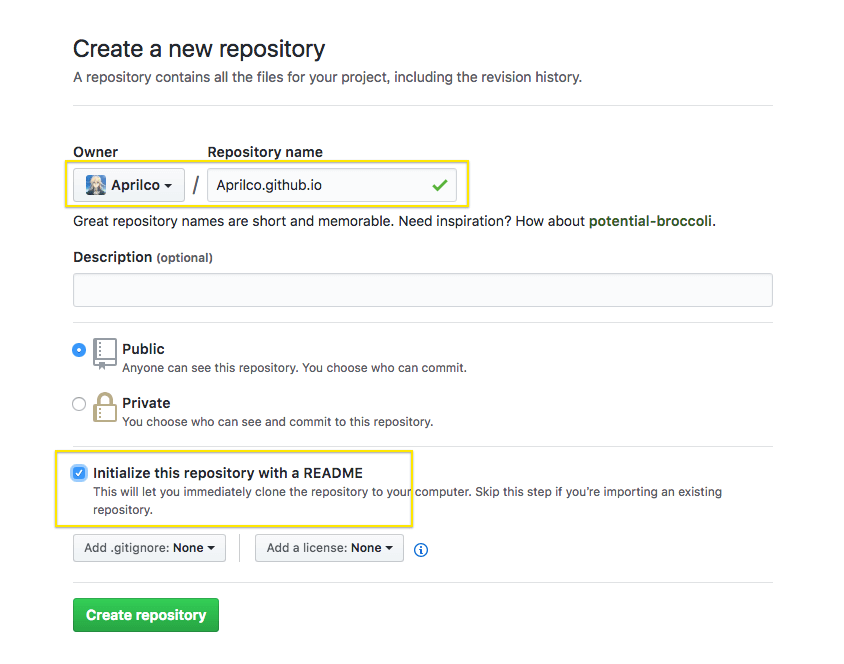 Create a new repository
A repository contains all the files for your project, including the revision history.
Owner Repository name
Aprilco / Aprilco.github.io
Great repository names are short and memorable. Need inspiration? How about potential-broccoli.
Description (optional)
Public
Anyone can see this repository. You choose who can commit.
Private
You choose who can see and commit to this repository.
Initialize this repository with a README
This will let you immediately clone the repository to your computer. Skip this step if you’re importing an existing
repository.
Add .gitignore: None Add a license: None
Create repository